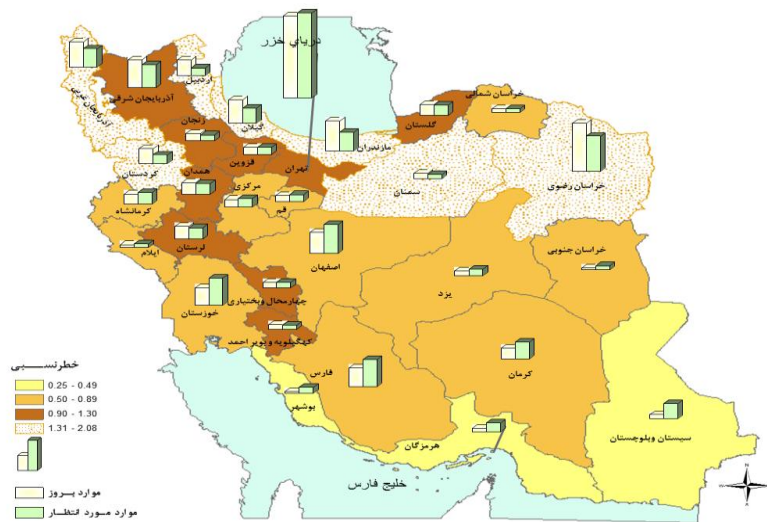 دریای خزر
آذربایجان غربی
آذربایجان شرقی
اردبیل
گیلان
زنجان
کردستان
همدان
قزوین
تهران
مازندران
گلستان
خراسان شمالی
خراسان رضوی
سمنان
کرمانشاه
مرکزی
قم
ایلام
لرستان
اصفهان
خراسان جنوبی
یزد
خوزستان
چهارمحال وبختیاری
کهگیلویه و بویر احمد
فارس
کرمان
بوشهر
هرمزگان
سیستان وبلوچستان
خلیج فارس
خطرنسبی
0.25 - 0.49
0.50 - 0.89
0.90 - 1.30
1.31 - 2.08
موارد بروز
موارد مورد انتظار